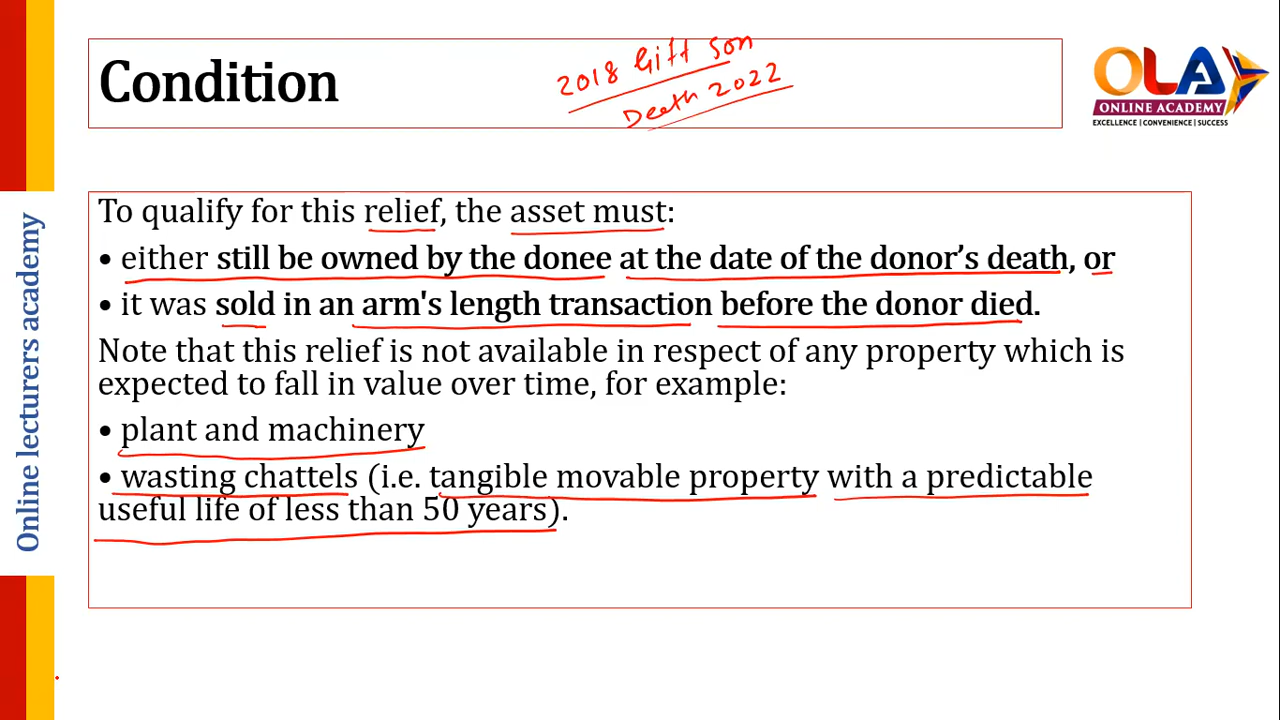 Condition
2018 Gift Son
Death 2022
OLA
ONLINE ACADEMY
EXCELLENCE | CONVENIENCE | SUCCESS
Online lecturers academy
To qualify for this relief, the asset must:
• either still be owned by the donee at the date of the donor’s death, or
• it was sold in an arm's length transaction before the donor died.
Note that this relief is not available in respect of any property which is
expected to fall in value over time, for example:
• plant and machinery
• wasting chattels (i.e. tangible movable property with a predictable
useful life of less than 50 years).